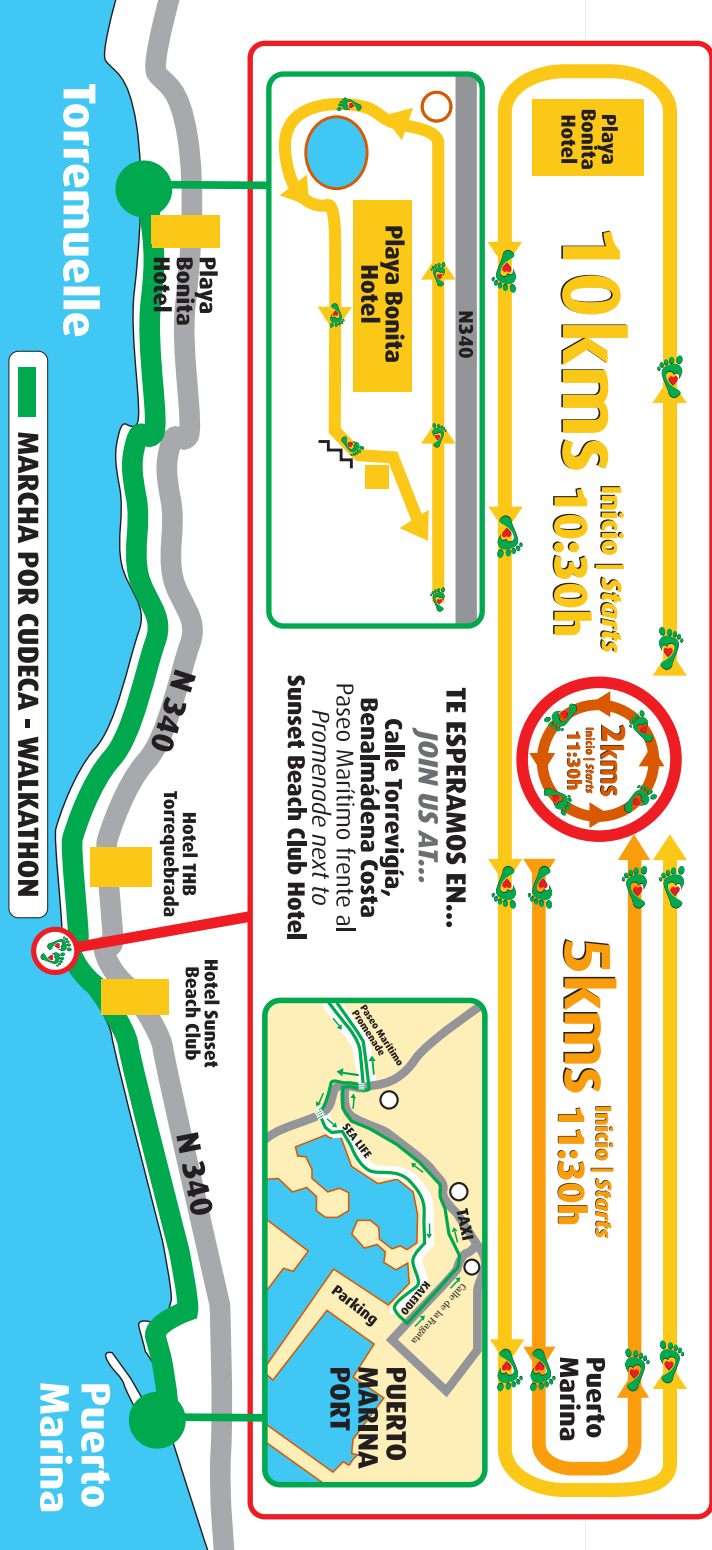 Playa
Bonita
Hotel
10kms
Inicio | Starts
10:30h
2kms
Inicio | Starts
11:30h
5kms
Inicio | Starts
11:30h
Puerto
Marina
N340
Playa Bonita
Hotel
TE ESPERAMOS EN...
JOIN US AT...
Calle Torrevigía,
Benalmádena Costa
Paseo Marítimo frente al
Promenade next to
Sunset Beach Club Hotel
Paseo Marítimo
Promenade
SEA LIFE
TAXI
KALEIDO
Calle de la Fragata
Parking
PUERTO
MARINA
PORT
Playa
Bonita
Hotel
N 340
Hotel THB
Torrequebrada
Hotel Sunset
Beach Club
N 340
Torremuelle
Puerto
Marina
MARCHA POR CUDECA - WALKATHON